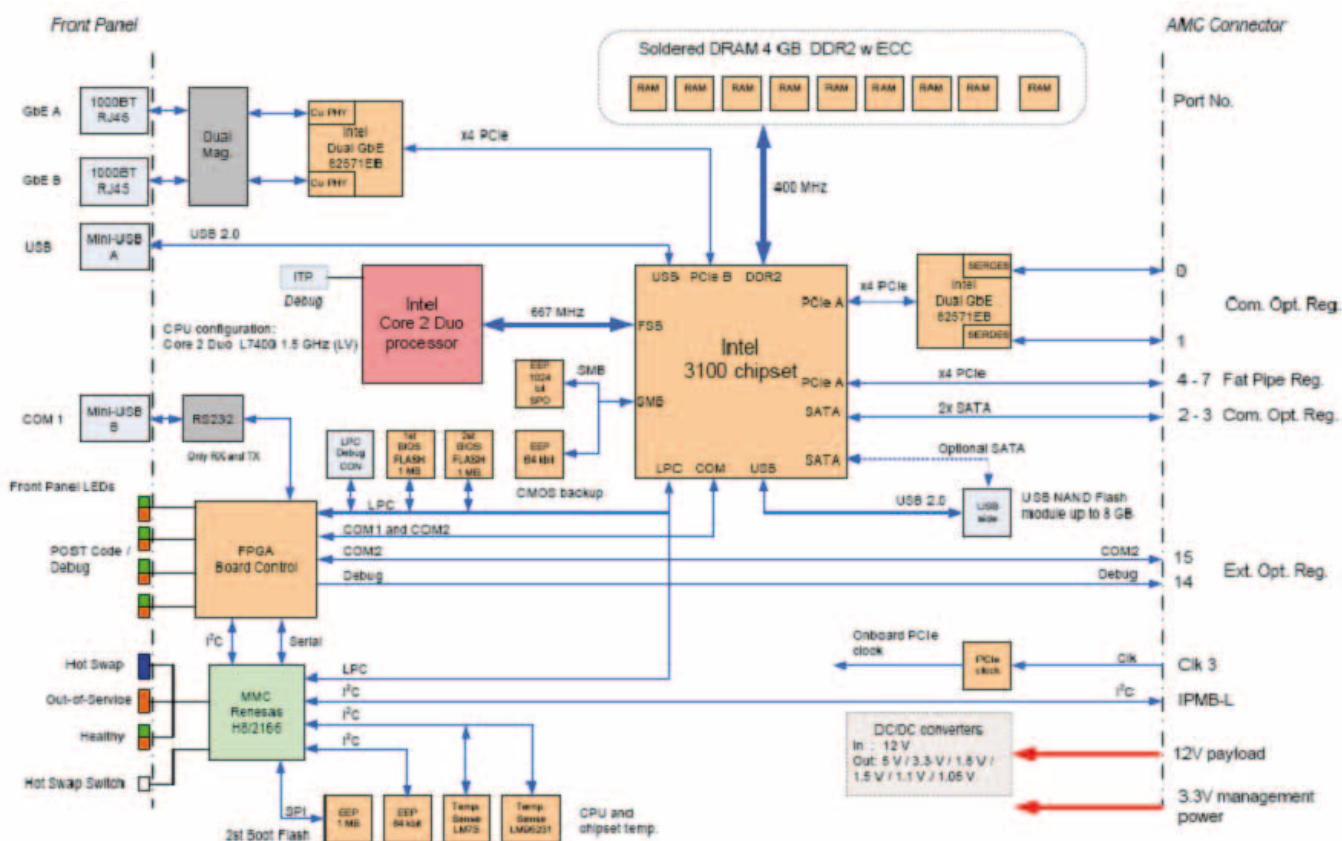 Front Panel
AMC Connector
Soldered DRAM 4 GB DDR2 w ECC
RAM RAM RAM RAM RAM RAM RAM RAM RAM
Port No.
GbE A
1000BT
RJ45
Dual
Mag.
Cu PHY
Intel
Dual GbE
82571EB
Cu PHY
x4 PCIe
GbE B
1000BT
RJ45
400 MHz
USB
Mini-USB
A
USB 2.0
ITP
Debug
Intel
Core 2 Duo
processor
CPU configuration:
Core 2 Duo L7400 1.5 GHz (LV)
667 MHz
USB PCIe B DDR2
PCIe A
FSB
Intel
3100 chipset
PCIe A
SMB
SATA
SATA
LPC COM USB
x4 PCIe
SERDES
Intel
Dual GbE
82571EB
SERDES
0
Com. Opt. Reg.
1
x4 PCIe
4 - 7 Fat Pipe Reg.
2x SATA
2 - 3 Com. Opt. Reg.
Optional SATA
USB 2.0
USB NAND Flash
module up to 8 GB
SMB
EEP
1024
SPD
EEP
64 kbit
CMOS backup
COM 1
Mini-USB
B
RS232
Only RX and TX
LPC
Debug
CON
1st
BIOS
FLASH
1 MB
2st
BIOS
FLASH
1 MB
Front Panel LEDs
LPC
COM1 and COM2
FPGA
Board Control
POST Code /
Debug
COM2
COM2
15
Debug
Debug
14
Ext. Opt. Reg.
I²C
Serial
Hot Swap
Out-of-Service
Healthy
Hot Swap Switch
MMC
Renesas
H8/2166
LPC
I²C
I²C
I²C
Onboard PCIe
clock
PCIe
clock
Clk
Clk 3
I²C
IPMB-L
DC/DC converters
In : 12 V
Out: 5 V / 3.3 V / 1.8 V /
1.5 V / 1.1 V / 1.05 V
12V payload
3.3V management
power
SPI
2st Boot Flash
EEP
1 MB
EEP
64 kbit
Temp.
Sense
LM75
Temp.
Sense
LM95231
CPU and
chipset temp.